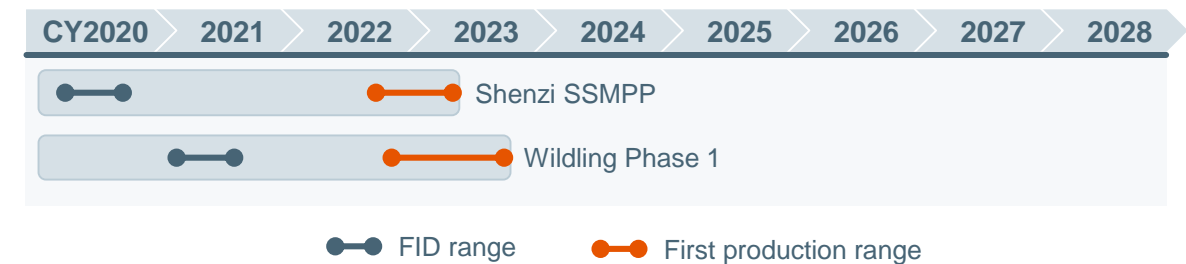 CY2020 2021 2022 2023 2024 2025 2026 2027 2028
Shenzi SSMPP
Wildling Phase 1
FID range First production range